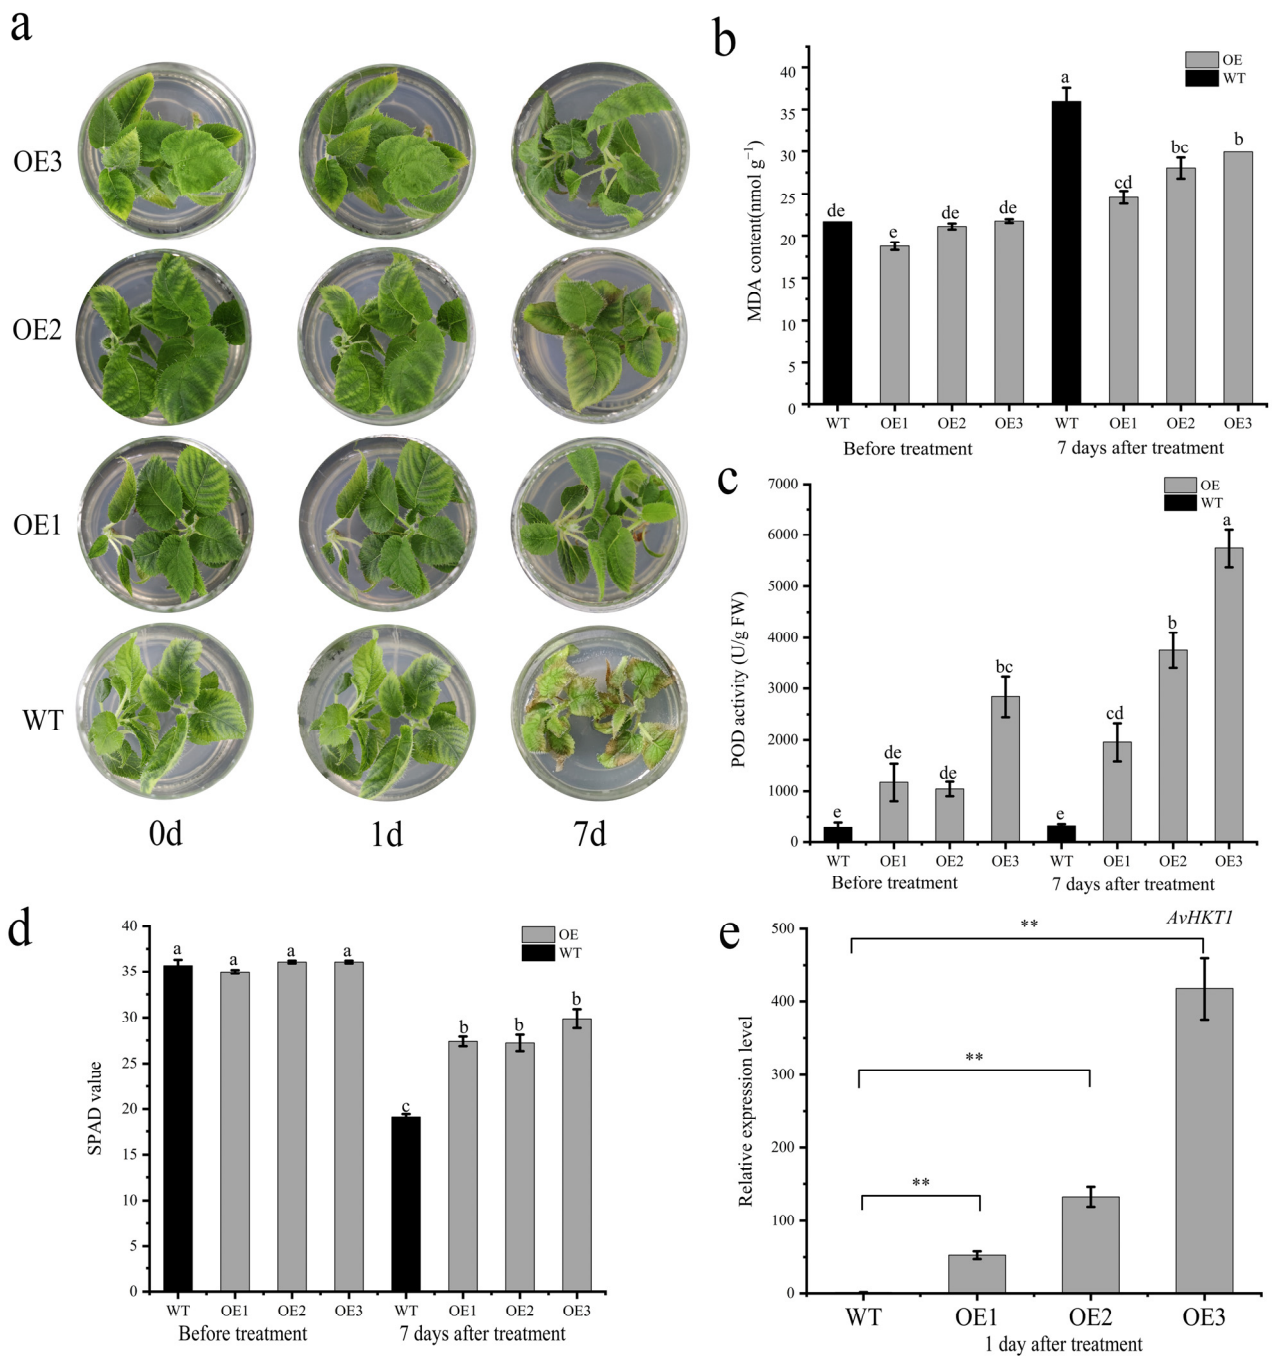 a
OE3
OE2
OE1
WT
0d 1d 7d
b
OE
WT
MDA content(nmol g⁻¹)
40
35
30
25
20
15
10
5
0
de e de de a cd bc b
WT OE1 OE2 OE3 WT OE1 OE2 OE3
Before treatment 7 days after treatment
c
OE
WT
POD activity (U/g FW)
7000
6000
5000
4000
3000
2000
1000
0
e de de bc e cd b a
WT OE1 OE2 OE3 WT OE1 OE2 OE3
Before treatment 7 days after treatment
d
OE
WT
SPAD value
40
35
30
25
20
15
10
5
0
a a a a c b b b
WT OE1 OE2 OE3 WT OE1 OE2 OE3
Before treatment 7 days after treatment
e
AvHKT1
Relative expression level
500
400
300
200
100
0
**
**
**
WT OE1 OE2 OE3
1 day after treatment